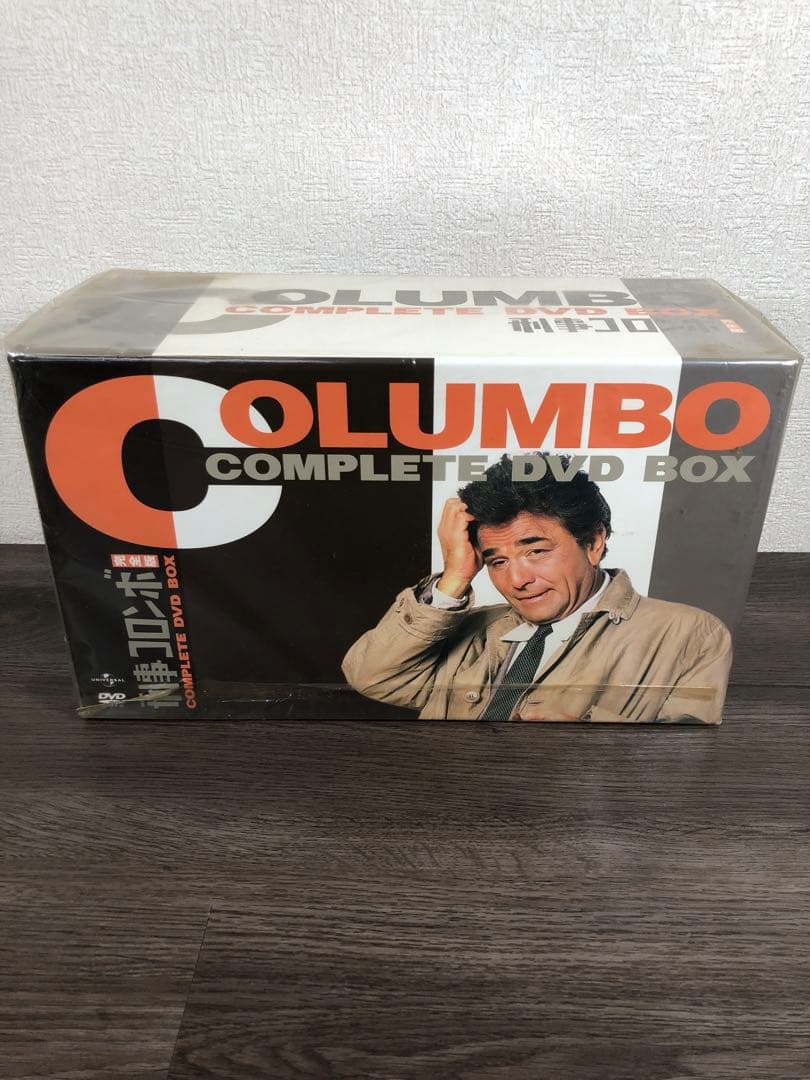 COLUMBO
COMPLETE DVD BOX
刑事コロンボ
COLUMBO
COMPLETE DVD BOX
刑事コロンボ 完全版
COMPLETE DVD BOX
UNIVERSAL
DVD